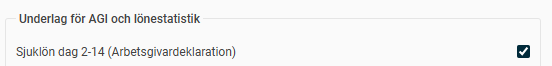 Underlag för AGI och lönestatistik
Sjuklön dag 2-14 (Arbetsgivardeklaration)